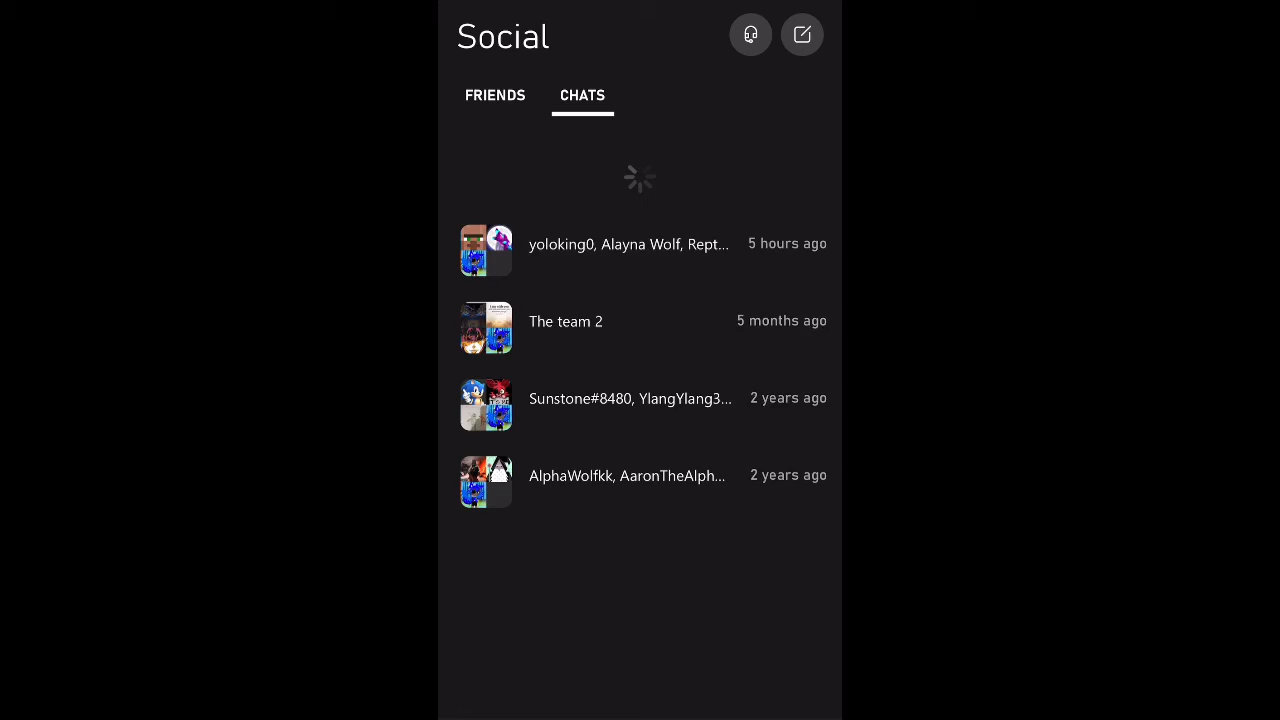 Social
FRIENDS CHATS
yoloking0, Alayna Wolf, Rept... 5 hours ago
The team 2 5 months ago
Sunstone#8480, YlangYlang3... 2 years ago
AlphaWolfkk, AaronTheAlph... 2 years ago